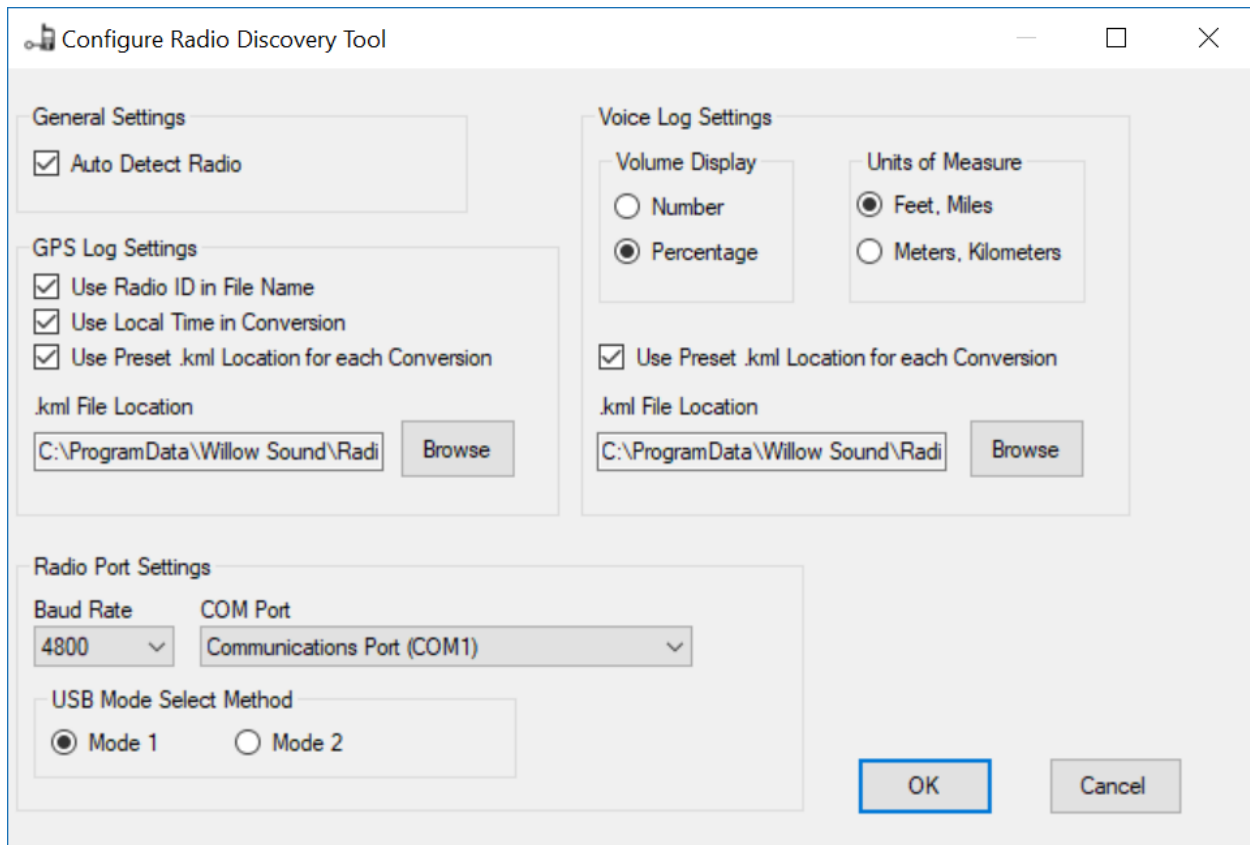 Configure Radio Discovery Tool
General Settings
Auto Detect Radio
GPS Log Settings
Use Radio ID in File Name
Use Local Time in Conversion
Use Preset .kml Location for each Conversion
.kml File Location
C:\ProgramData\Willow Sound\Radi
Browse
Voice Log Settings
Volume Display
Number
Percentage
Units of Measure
Feet, Miles
Meters, Kilometers
Use Preset .kml Location for each Conversion
.kml File Location
C:\ProgramData\Willow Sound\Radi
Browse
Radio Port Settings
Baud Rate
4800
COM Port
Communications Port (COM1)
USB Mode Select Method
Mode 1
Mode 2
OK
Cancel